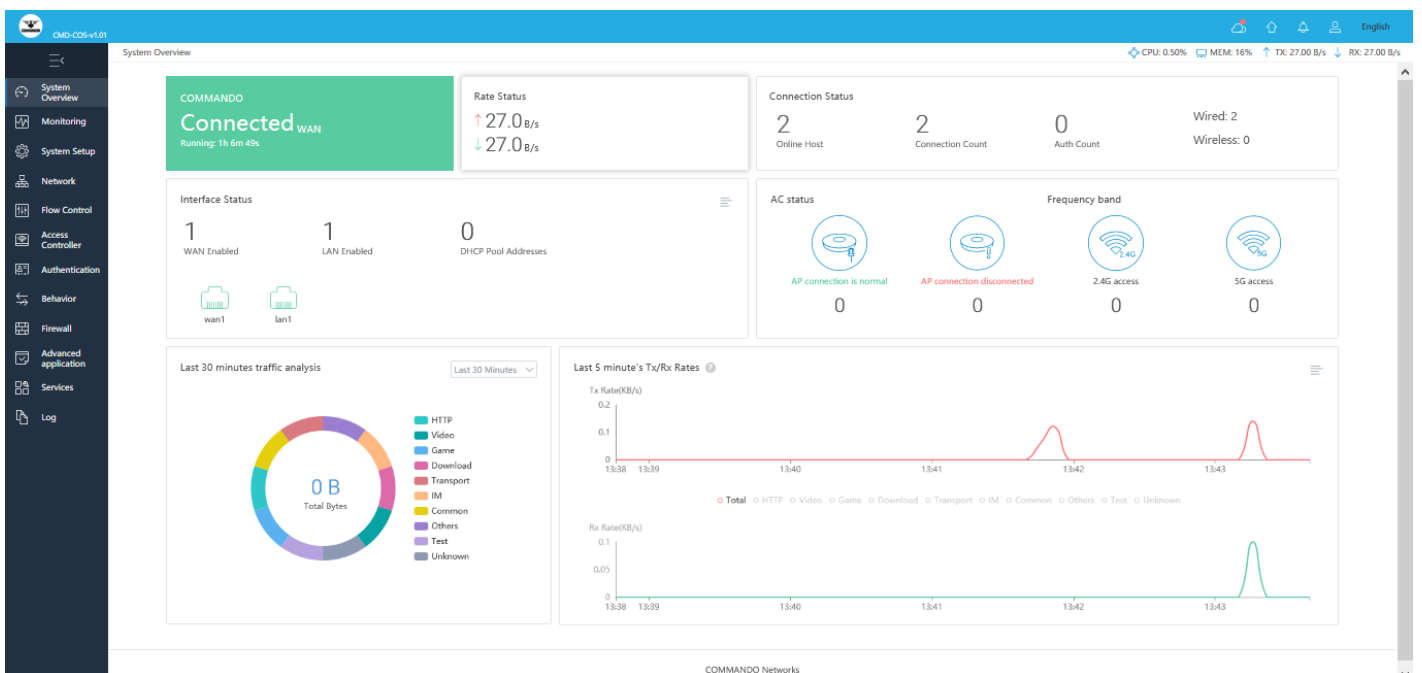 CMD-COS-v1.01
English
System Overview
CPU: 0.50% MEM: 16% TX: 27.00 B/s RX: 27.00 B/s
System Overview
Monitoring
System Setup
Network
Flow Control
Access Controller
Authentication
Behavior
Firewall
Advanced application
Services
Log
COMMANDO
Connected WAN
Running: 1h 6m 49s
Rate Status
↑ 27.0 B/s
↓ 27.0 B/s
Connection Status
2
Online Host
2
Connection Count
0
Auth Count
Wired: 2
Wireless: 0
Interface Status
1
WAN Enabled
1
LAN Enabled
0
DHCP Pool Addresses
wan1
lan1
AC status
Frequency band
2.4G
5G
AP connection is normal
0
AP connection disconnected
0
2.4G access
0
5G access
0
Last 30 minutes traffic analysis
Last 30 Minutes
0 B
Total Bytes
HTTP
Video
Game
Download
Transport
IM
Common
Others
Test
Unknown
Last 5 minute's Tx/Rx Rates ?
Tx Rate(KB/s)
0.2
0.1
0
13:38 13:39 13:40 13:41 13:42 13:43
Total HTTP Video Game Download Transport IM Common Others Test Unknown
Rx Rate(KB/s)
0.1
0.05
0
13:38 13:39 13:40 13:41 13:42 13:43
COMMANDO Networks